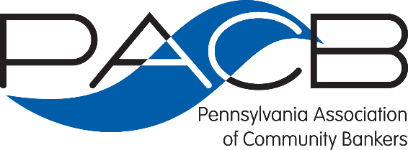 PACB
Pennsylvania Association
of Community Bankers